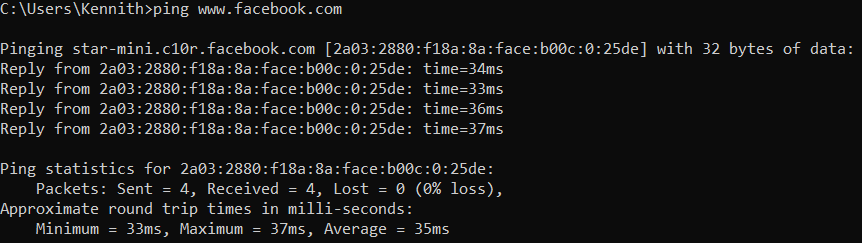 C:\Users\Kennith>ping www.facebook.com
Pinging star-mini.c10r.facebook.com [2a03:2880:f18a:8a:face:b00c:0:25de] with 32 bytes of data:
Reply from 2a03:2880:f18a:8a:face:b00c:0:25de: time=34ms
Reply from 2a03:2880:f18a:8a:face:b00c:0:25de: time=33ms
Reply from 2a03:2880:f18a:8a:face:b00c:0:25de: time=36ms
Reply from 2a03:2880:f18a:8a:face:b00c:0:25de: time=37ms
Ping statistics for 2a03:2880:f18a:8a:face:b00c:0:25de:
    Packets: Sent = 4, Received = 4, Lost = 0 (0% loss),
Approximate round trip times in milli-seconds:
    Minimum = 33ms, Maximum = 37ms, Average = 35ms